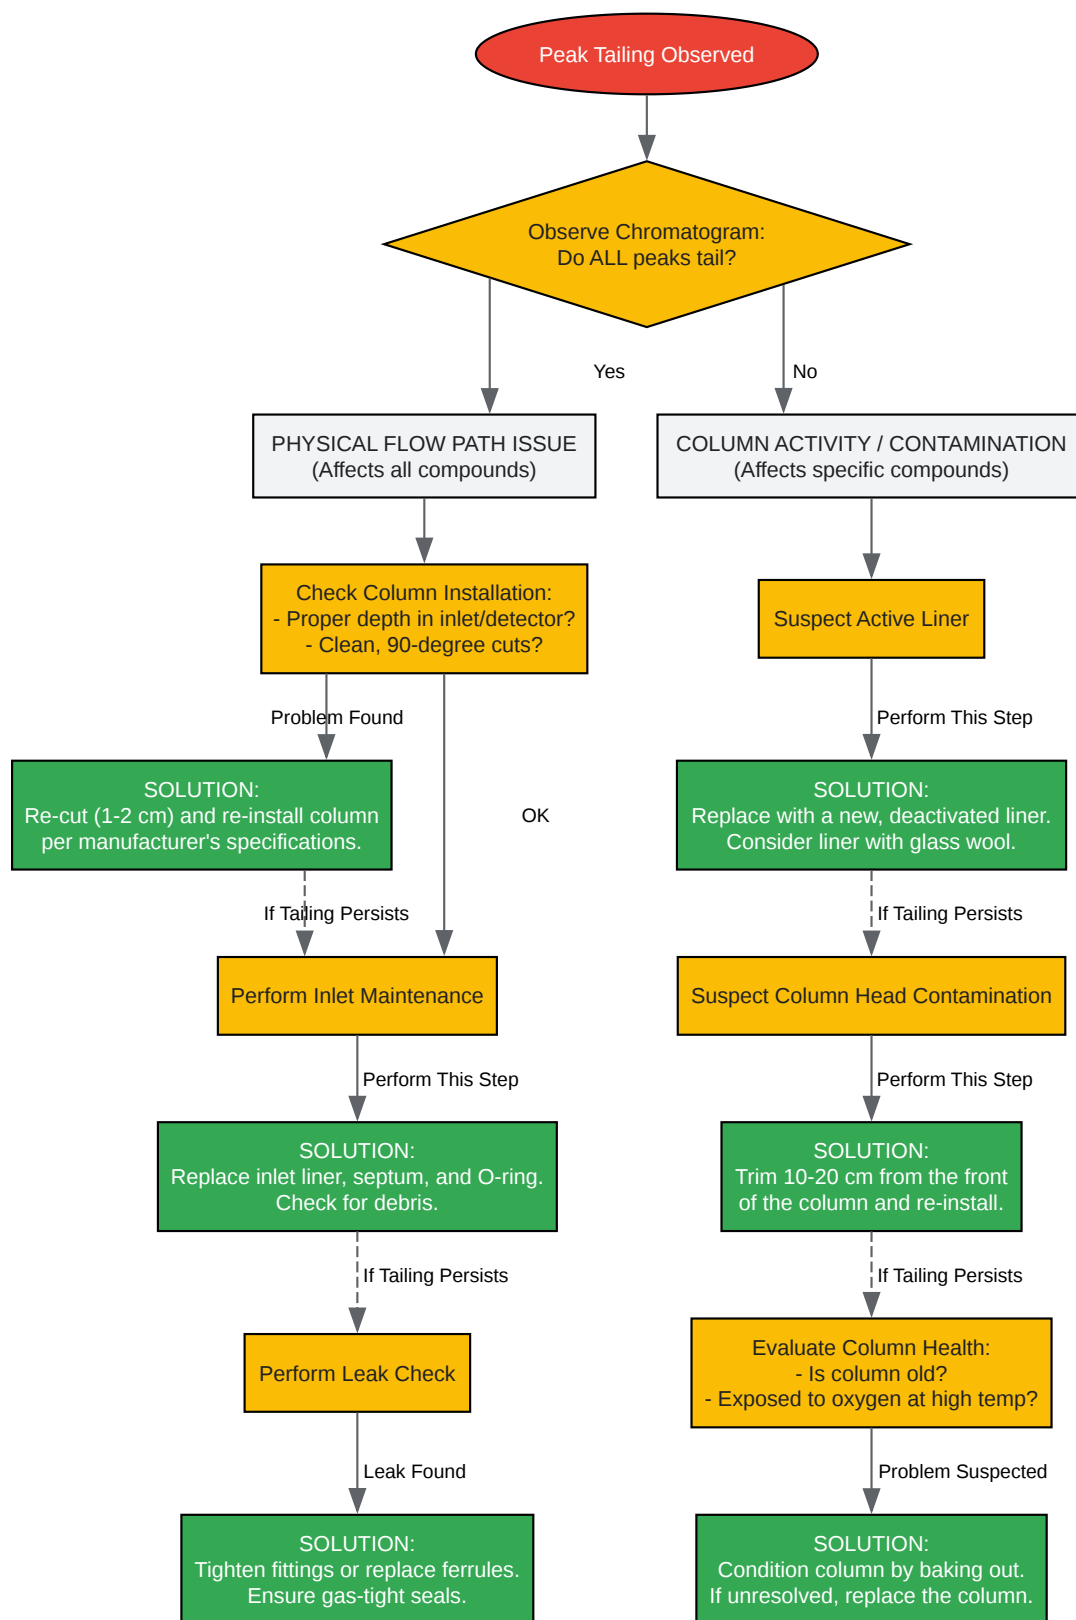 Peak Tailing Observed
Observe Chromatogram:
Do ALL peaks tail?
Yes
No
PHYSICAL FLOW PATH ISSUE
(Affects all compounds)
COLUMN ACTIVITY / CONTAMINATION
(Affects specific compounds)
Check Column Installation:
- Proper depth in inlet/detector?
- Clean, 90-degree cuts?
Suspect Active Liner
Problem Found
Perform This Step
SOLUTION:
Re-cut (1-2 cm) and re-install column
per manufacturer's specifications.
OK
SOLUTION:
Replace with a new, deactivated liner.
Consider liner with glass wool.
If Tailing Persists
If Tailing Persists
Perform Inlet Maintenance
Suspect Column Head Contamination
Perform This Step
Perform This Step
SOLUTION:
Replace inlet liner, septum, and O-ring.
Check for debris.
SOLUTION:
Trim 10-20 cm from the front
of the column and re-install.
If Tailing Persists
If Tailing Persists
Perform Leak Check
Evaluate Column Health:
- Is column old?
- Exposed to oxygen at high temp?
Leak Found
Problem Suspected
SOLUTION:
Tighten fittings or replace ferrules.
Ensure gas-tight seals.
SOLUTION:
Condition column by baking out.
If unresolved, replace the column.